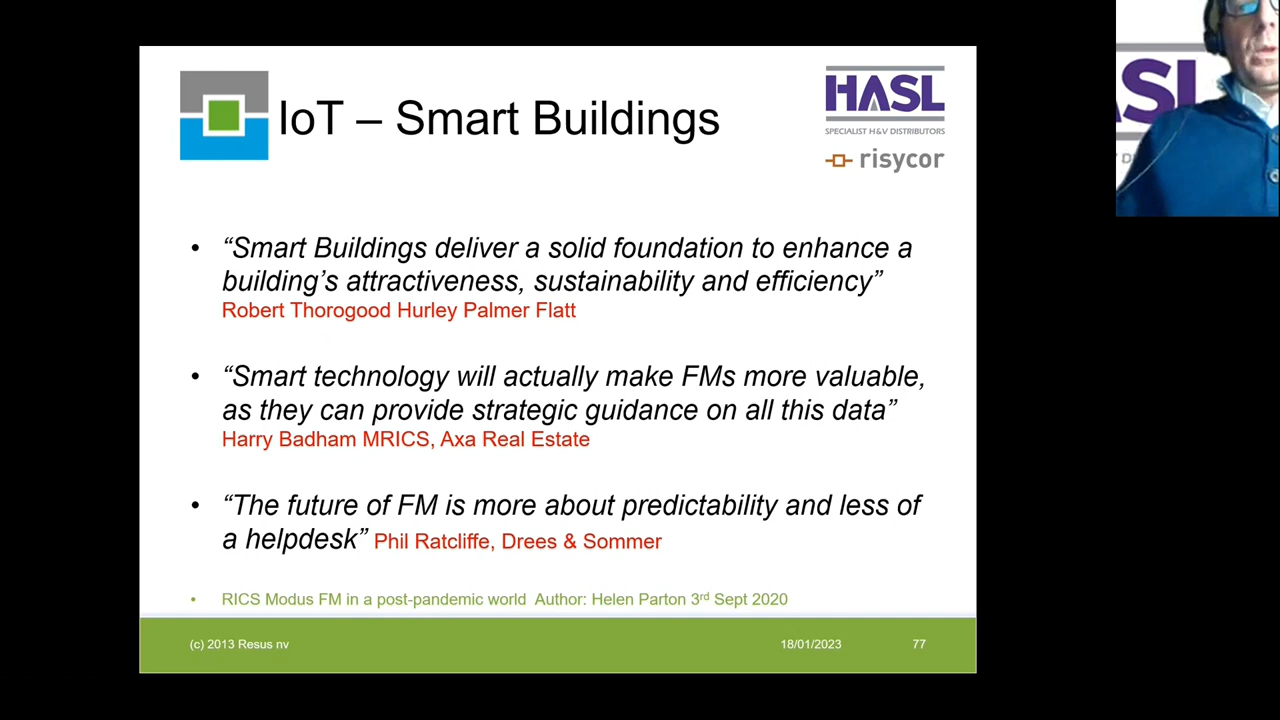 IoT – Smart Buildings
HASL
SPECIALIST H&V DISTRIBUTORS
risycor
• “Smart Buildings deliver a solid foundation to enhance a
building’s attractiveness, sustainability and efficiency”
Robert Thorogood Hurley Palmer Flatt
• “Smart technology will actually make FMs more valuable,
as they can provide strategic guidance on all this data”
Harry Badham MRICS, Axa Real Estate
• “The future of FM is more about predictability and less of
a helpdesk” Phil Ratcliffe, Drees & Sommer
• RICS Modus FM in a post-pandemic world Author: Helen Parton 3rd Sept 2020
(c) 2013 Resus nv
18/01/2023
77
ASL